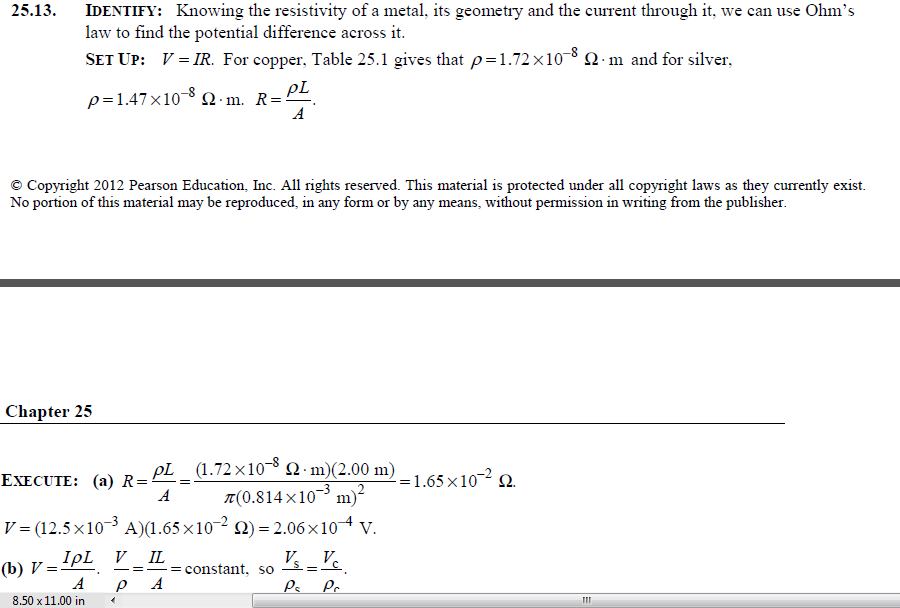 25.13. IDENTIFY: Knowing the resistivity of a metal, its geometry and the current through it, we can use Ohm's
law to find the potential difference across it.
SET UP: V = IR. For copper, Table 25.1 gives that ρ = 1.72×10⁻⁸ Ω·m and for silver,
ρ = 1.47×10⁻⁸ Ω·m. R = ρL/A.
© Copyright 2012 Pearson Education, Inc. All rights reserved. This material is protected under all copyright laws as they currently exist.
No portion of this material may be reproduced, in any form or by any means, without permission in writing from the publisher.
Chapter 25
EXECUTE: (a) R = ρL/A = (1.72×10⁻⁸ Ω·m)(2.00 m)/π(0.814×10⁻³ m)² = 1.65×10⁻² Ω.
V = (12.5×10⁻³ A)(1.65×10⁻² Ω) = 2.06×10⁻⁴ V.
(b) V = IρL/A. V/ρ = IL/A = constant, so Vs/ρs = Vc/ρc.
8.50 x 11.00 in